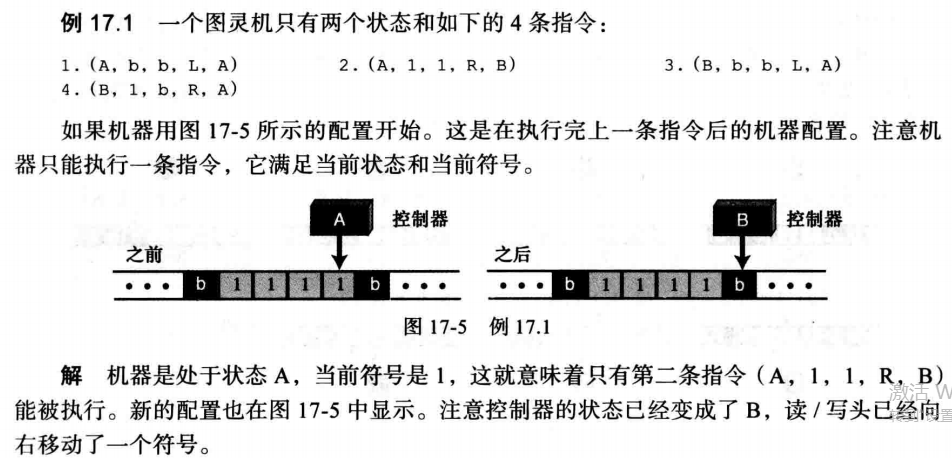 例 17.1 一个图灵机只有两个状态和如下的 4 条指令：
1. (A, b, b, L, A) 2. (A, 1, 1, R, B) 3. (B, b, b, L, A)
4. (B, 1, b, R, A)
如果机器用图 17-5 所示的配置开始。这是在执行完上一条指令后的机器配置。注意机
器只能执行一条指令，它满足当前状态和当前符号。
A 控制器 B 控制器
之前 之后
••• b 1 1 1 1 b ••• ••• b 1 1 1 1 b •••
图 17-5 例 17.1
解 机器是处于状态 A，当前符号是 1，这就意味着只有第二条指令（A，1，1，R，B）
能被执行。新的配置也在图 17-5 中显示。注意控制器的状态已经变成了 B，读 / 写头已经向
右移动了一个符号。
激活 W